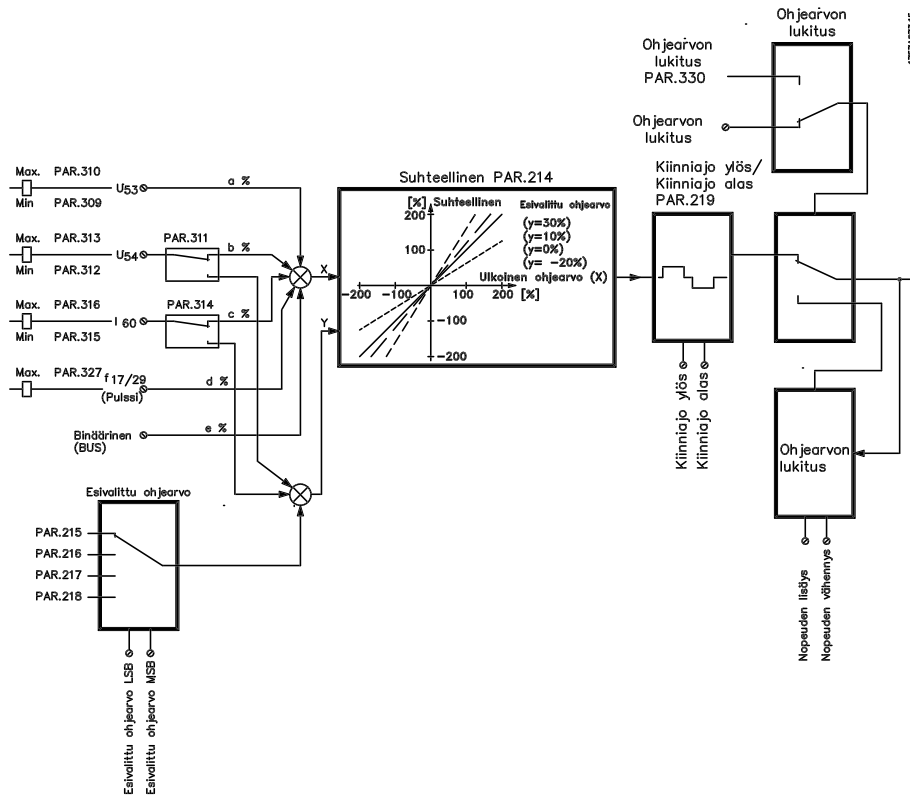 Ohjearvon
lukitus
Ohjearvon
lukitus
PAR.330
Ohjearvon
lukitus
Kiinniajo ylös/
Kiinniajo alas
PAR.219
Max. PAR.310
Min PAR.309
U53
a %
Max. PAR.313
Min PAR.312
U54
PAR.311
b %
Max. PAR.316
Min PAR.315
I 60
PAR.314
c %
Max. PAR.327
f17/29
(Pulssi)
d %
Binäärinen
(BUS)
e %
X
Y
Suhteellinen PAR.214
[%] Suhteellinen
200
100
-200 -100
100 200
[%]
-100
-200
Esivalittu ohjearvo
(y=30%)
(y=10%)
(y=0%)
(y= -20%)
Ulkoinen ohjearvo (X)
Kiinniajo ylös
Kiinniajo alas
Ohjearvon
lukitus
Nopeuden lisöys
Nopeuden vähennys
Esivalittu ohjearvo
PAR.215
PAR.216
PAR.217
PAR.218
Esivalittu ohjearvo LSB
Esivalittu ohjearvo MSB